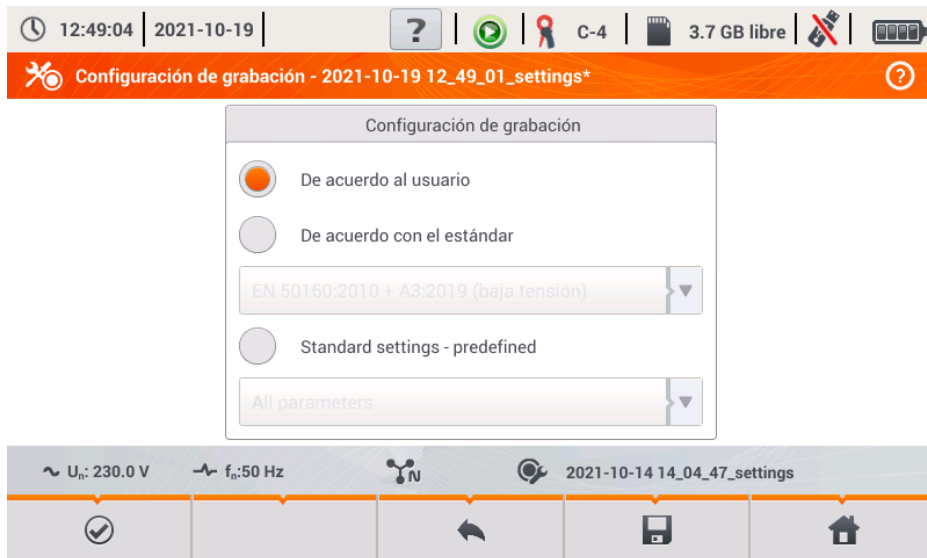 12:49:04 2021-10-19 ? C-4 3.7 GB libre
Configuración de grabación - 2021-10-19 12_49_01_settings* ?
Configuración de grabación
De acuerdo al usuario
De acuerdo con el estándar
EN 50160:2010 + A3:2019 (baja tensión)
Standard settings - predefined
All parameters
Un: 230.0 V fn:50 Hz N 2021-10-14 14_04_47_settings